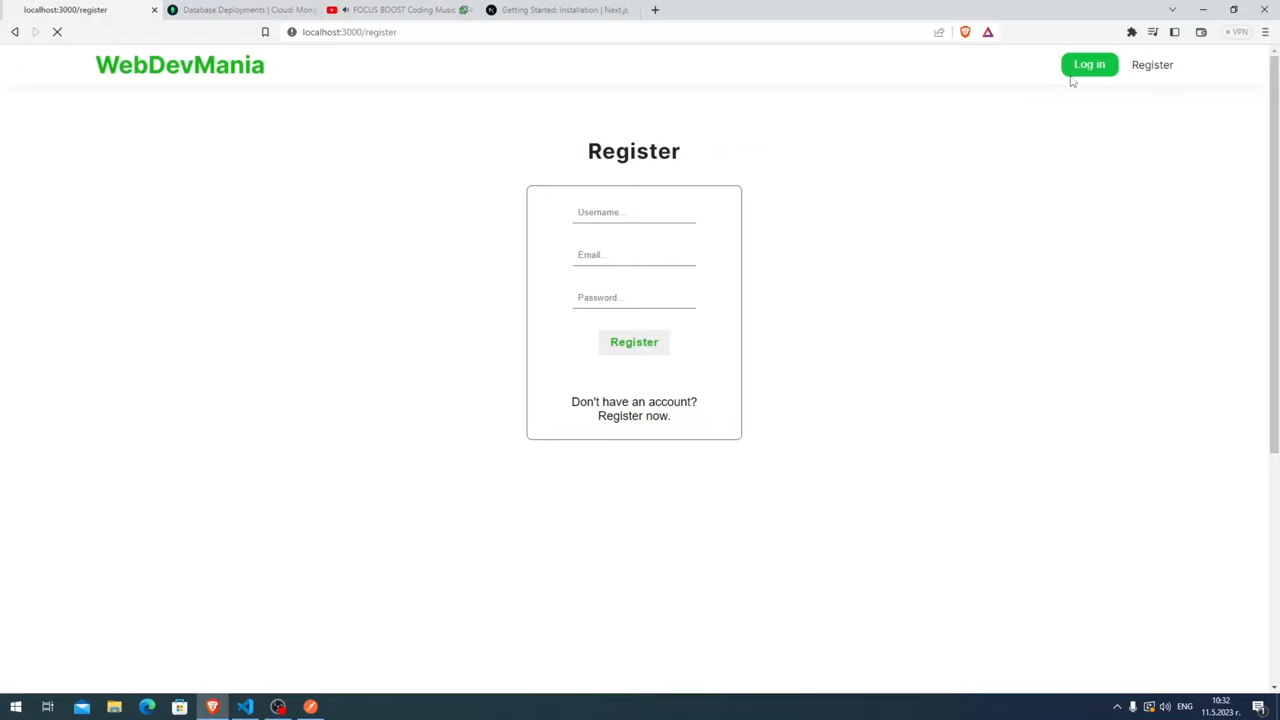 localhost:3000/register
Database Deployments | Cloud: Mong
FOCUS BOOST Coding Music
Getting Started: Installation | Next.js
localhost:3000/register
VPN
WebDevMania
Log in
Register
Register
Username...
Email...
Password...
Register
Don't have an account?
Register now.
ENG
10:32
11.5.2023 г.
1